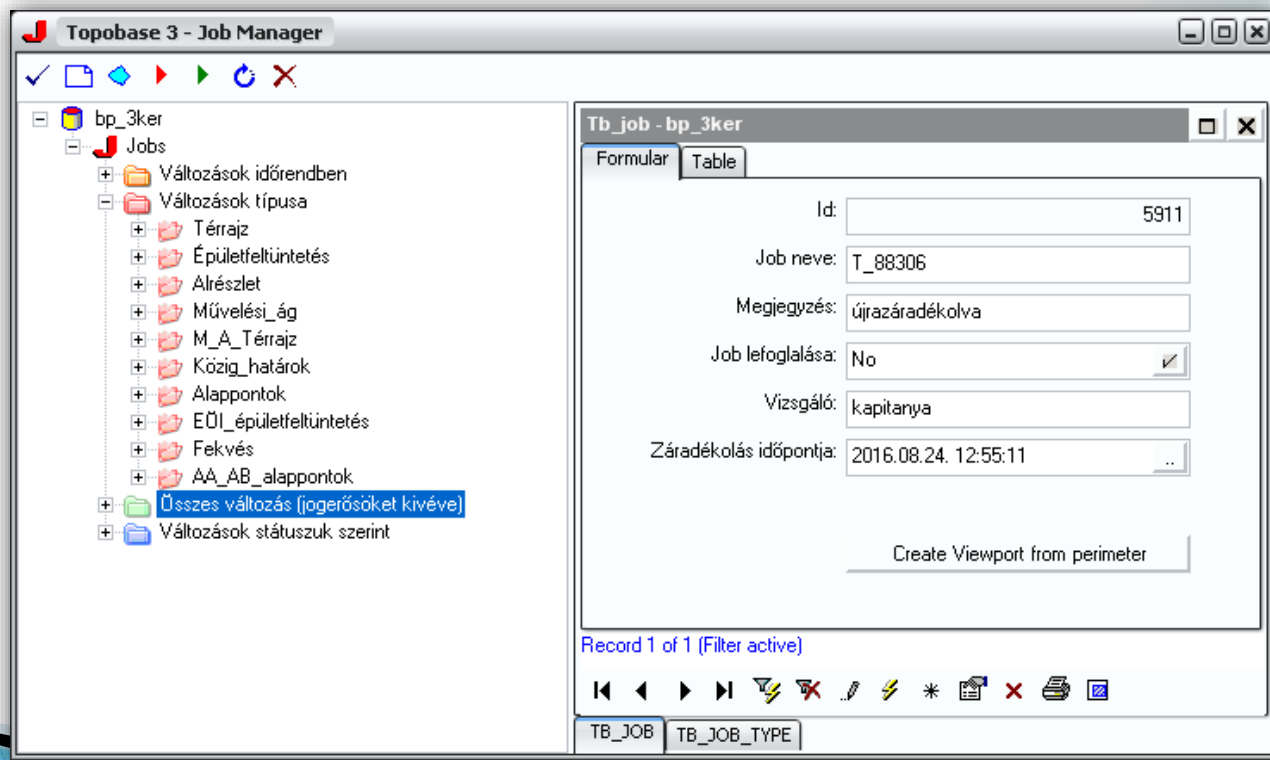 Topobase 3 - Job Manager
bp_3ker
Jobs
Változások időrendben
Változások típusa
Térrajz
Épületfeltüntetés
Alrészlet
Művelési_ág
M_A_Térrajz
Közig_határok
Alappontok
EÜI_épületfeltüntetés
Fekvés
AA_AB_alappontok
Összes változás (jogerősöket kivéve)
Változások státuszuk szerint
Tb_job - bp_3ker
Formular Table
Id: 5911
Job neve: T_88306
Megjegyzés: újrazáradékolva
Job lefoglalása: No
Vizsgáló: kapitanya
Záradékolás időpontja: 2016.08.24. 12:55:11 ..
Create Viewport from perimeter
Record 1 of 1 (Filter active)
TB_JOB TB_JOB_TYPE